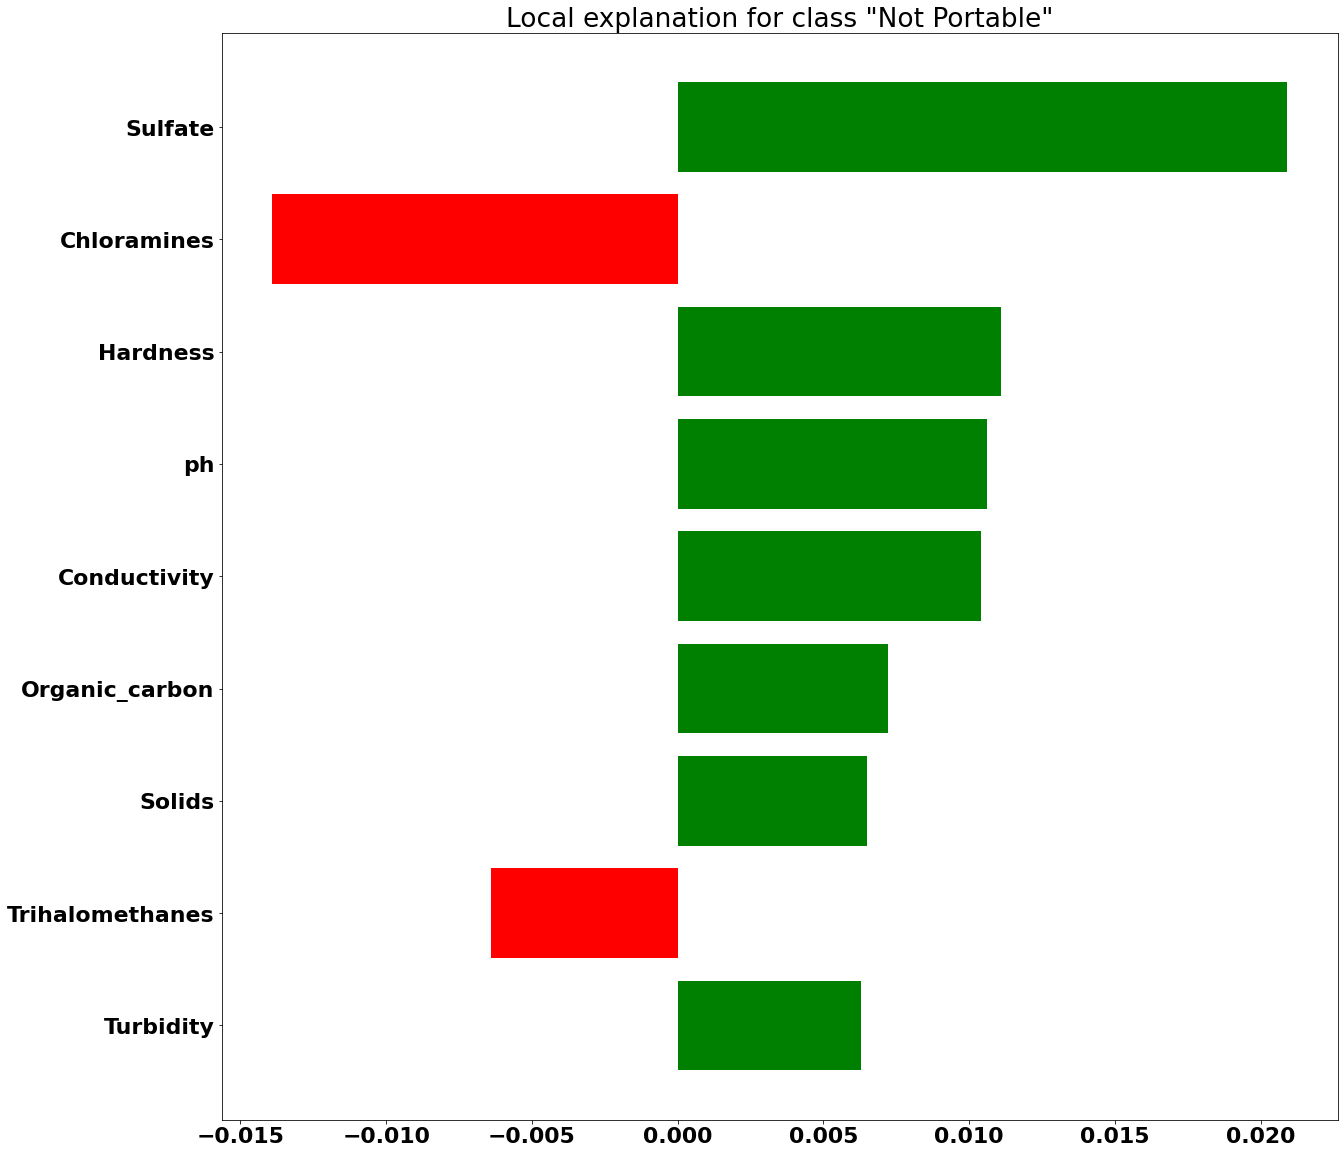 Local explanation for class "Not Portable"
Sulfate
Chloramines
Hardness
ph
Conductivity
Organic_carbon
Solids
Trihalomethanes
Turbidity
−0.015 −0.010 −0.005 0.000 0.005 0.010 0.015 0.020